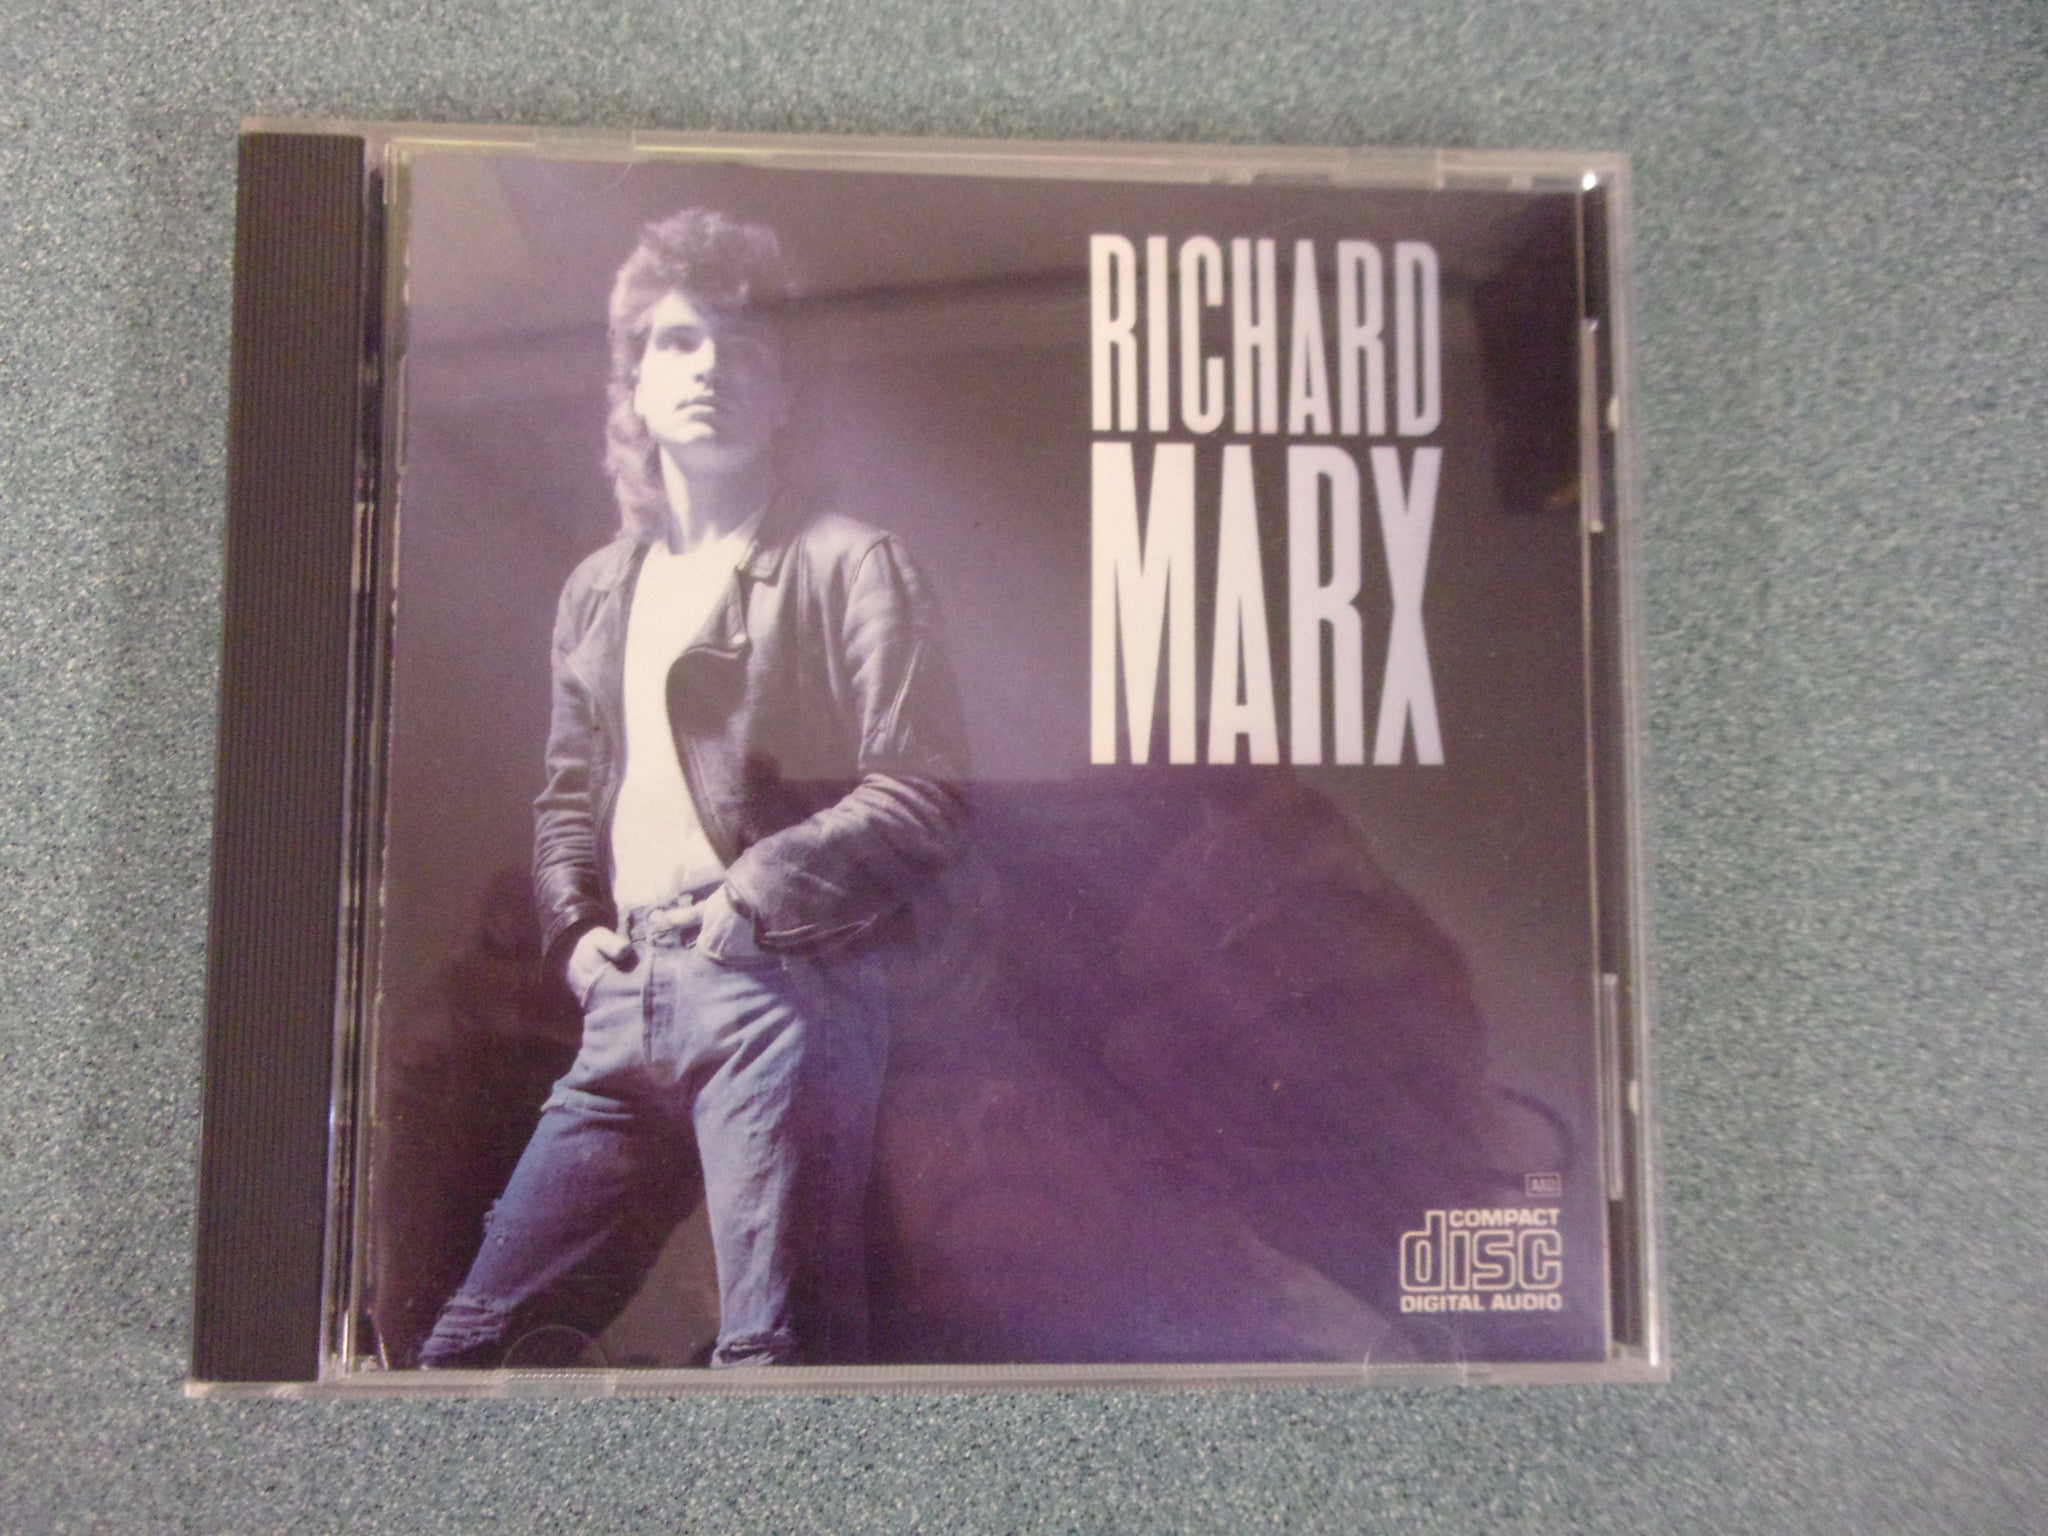 RICHARD
MARX
COMPACT
disc
DIGITAL AUDIO